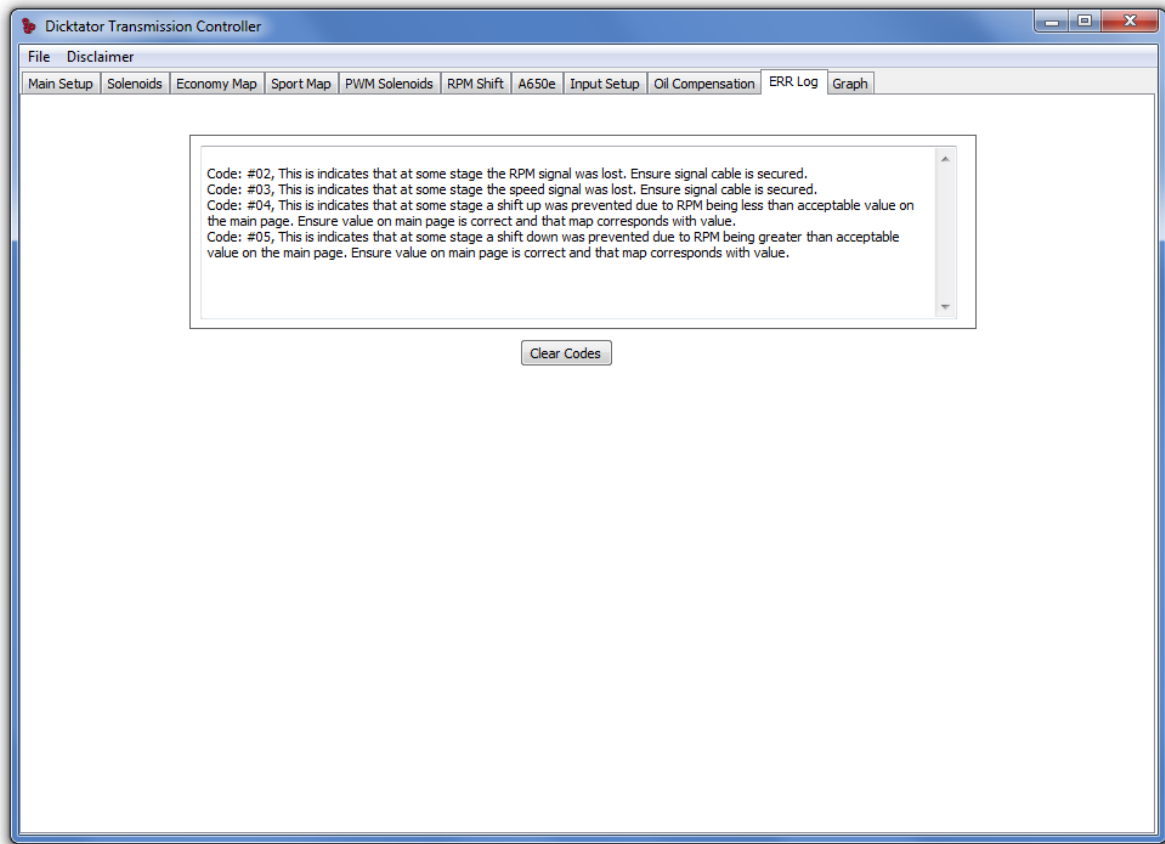 Dicktator Transmission Controller
File Disclaimer
Main Setup Solenoids Economy Map Sport Map PWM Solenoids RPM Shift A650e Input Setup Oil Compensation ERR Log Graph
Code: #02, This is indicates that at some stage the RPM signal was lost. Ensure signal cable is secured.
Code: #03, This is indicates that at some stage the speed signal was lost. Ensure signal cable is secured.
Code: #04, This is indicates that at some stage a shift up was prevented due to RPM being less than acceptable value on
the main page. Ensure value on main page is correct and that map corresponds with value.
Code: #05, This is indicates that at some stage a shift down was prevented due to RPM being greater than acceptable
value on the main page. Ensure value on main page is correct and that map corresponds with value.
Clear Codes